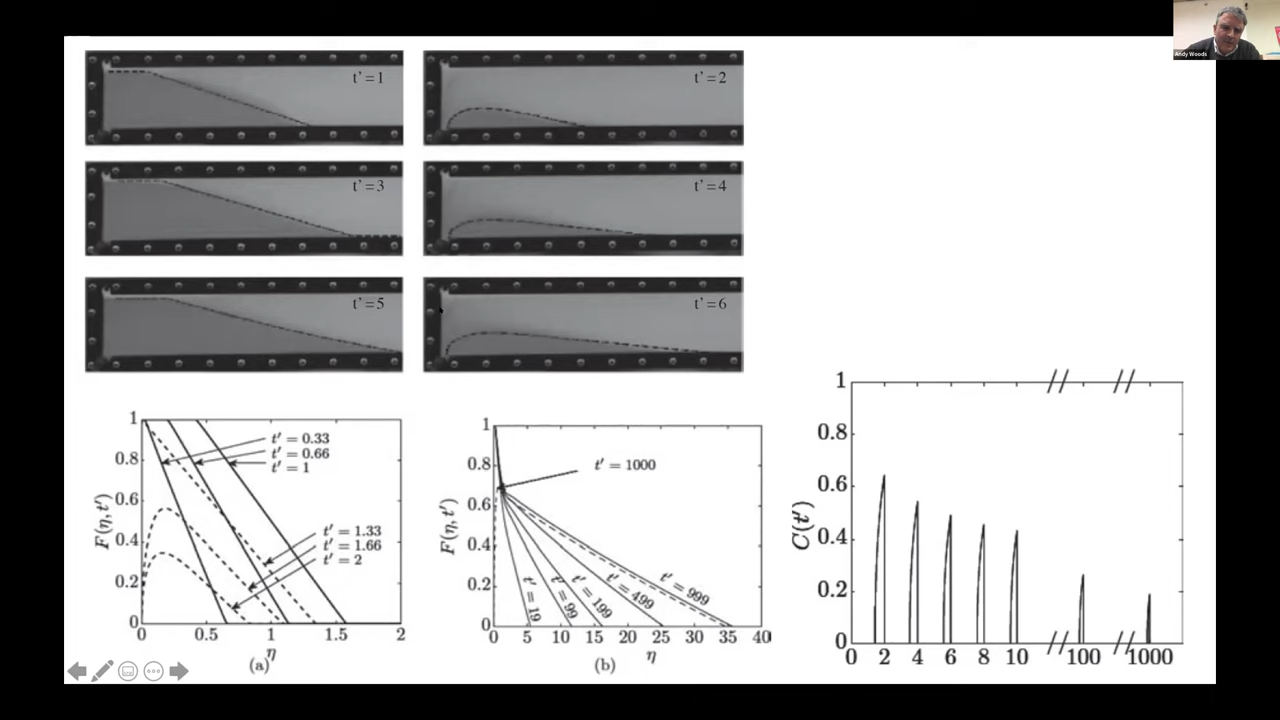 Andy Woods
t' = 1
t' = 2
t' = 3
t' = 4
t' = 5
t' = 6
1
0.8
0.6
0.4
0.2
0
F(η, t′)
t′ = 0.33
t′ = 0.66
t′ = 1
t′ = 1.33
t′ = 1.66
t′ = 2
0 0.5 1 1.5 2
η
(a)
1
0.8
0.6
0.4
0.2
0
F(η, t′)
t′ = 1000
t′ = 19
t′ = 99
t′ = 199
t′ = 499
t′ = 999
0 5 10 15 20 25 30 35 40
η
(b)
1
0.8
0.6
0.4
0.2
0
C(t′)
0 2 4 6 8 10 100 1000